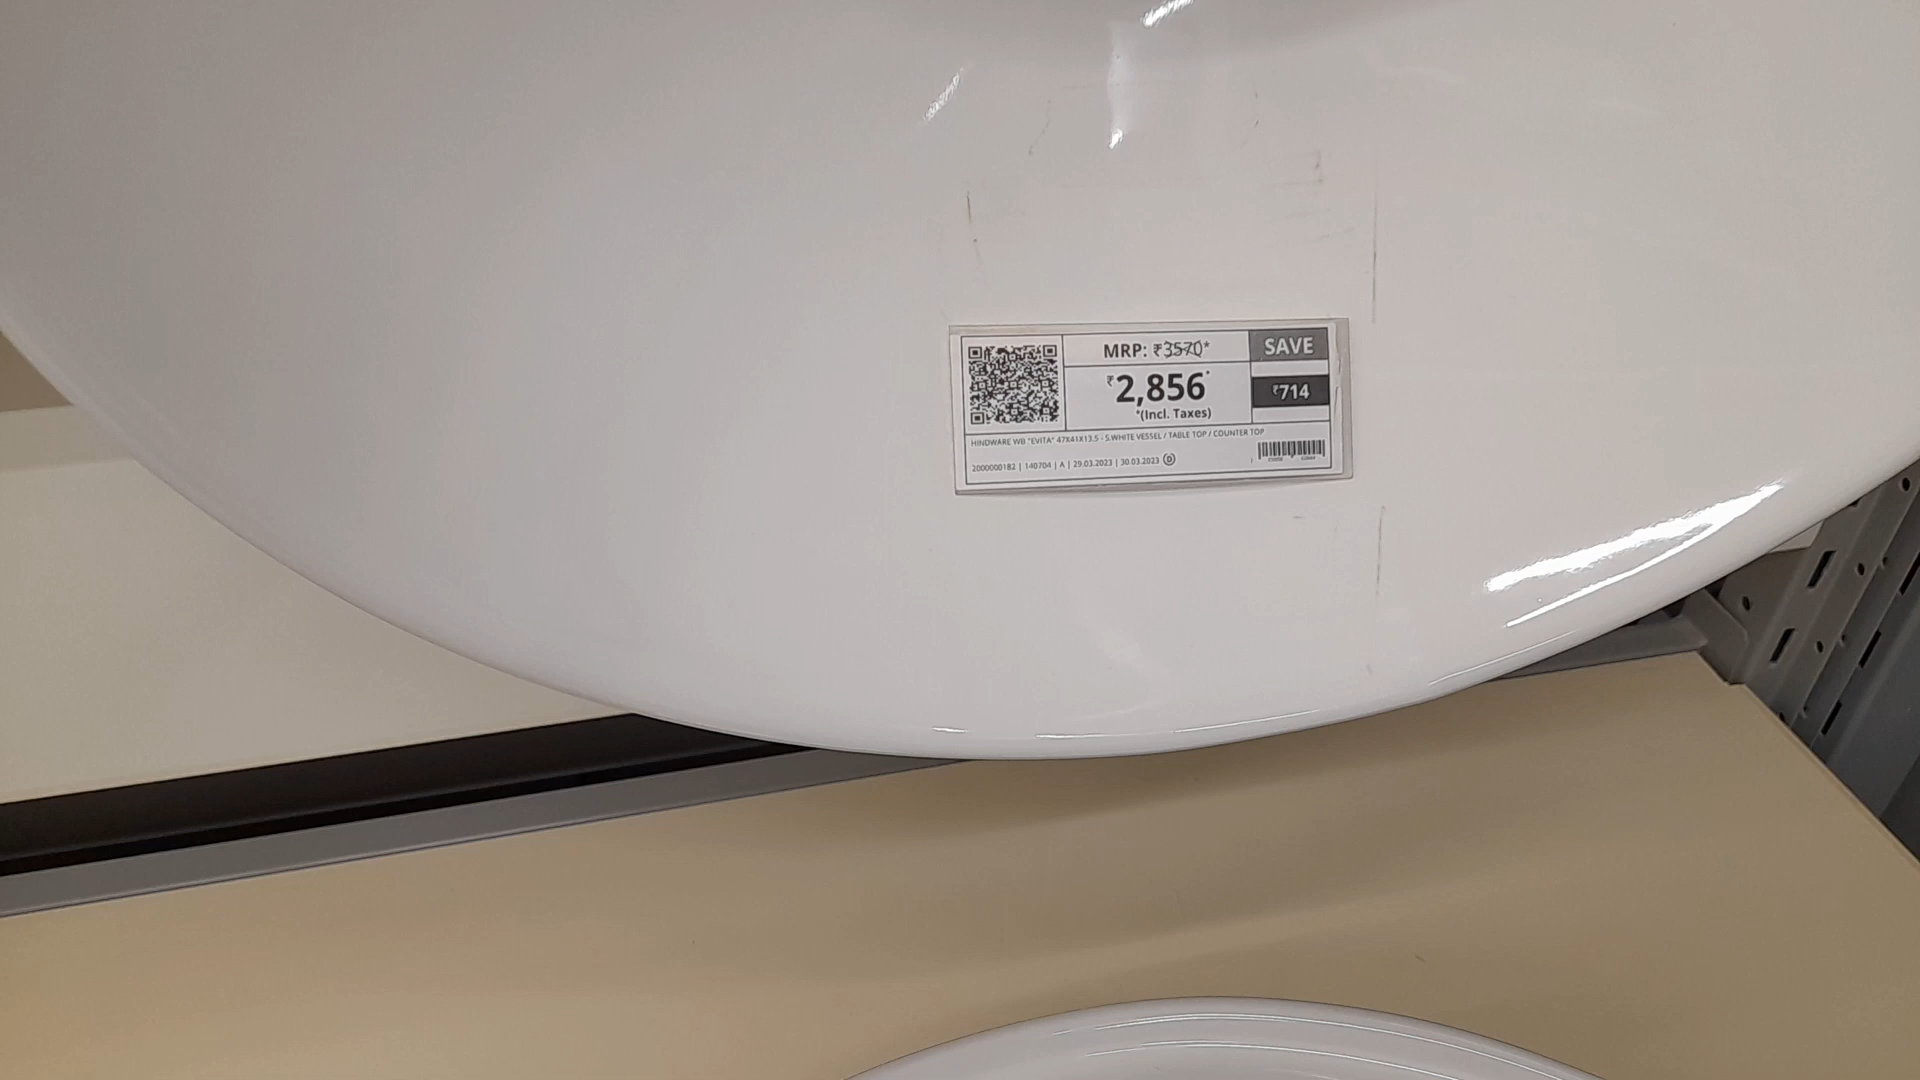 MRP: ₹3570*
SAVE
₹2,856*
₹714
*(Incl. Taxes)
HINDWARE WB "EVITA" 47X41X13.5 - S.WHITE VESSEL / TABLE TOP / COUNTER TOP
2000000182 | 140704 | A | 29.03.2023 | 30.03.2023 D